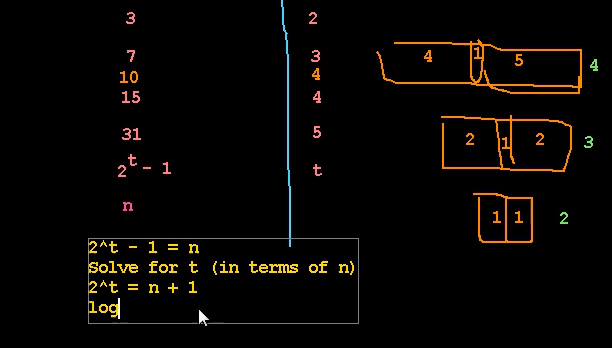 3 2
7 3
10 4
15 4
31 5
2^t - 1 t
n
4 1 5 4
2 1 2 3
1 1 2
2^t - 1 = n
Solve for t (in terms of n)
2^t = n + 1
log